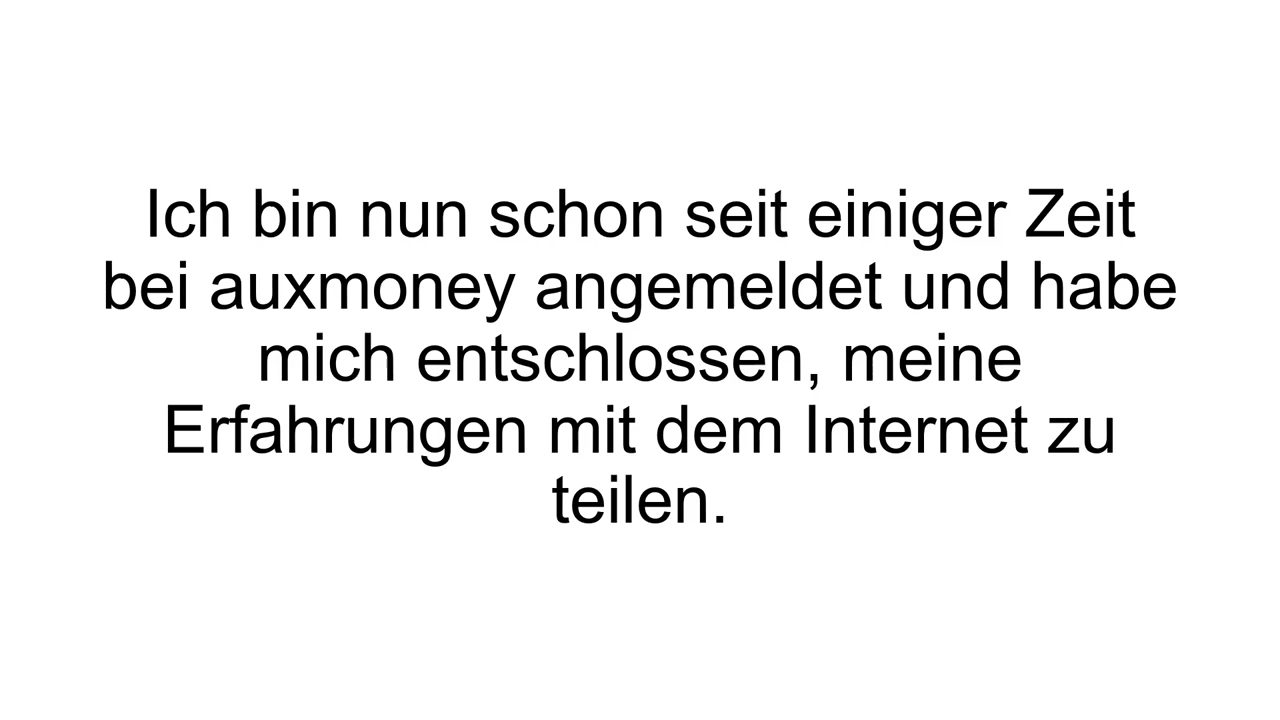 Ich bin nun schon seit einiger Zeit
bei auxmoney angemeldet und habe
mich entschlossen, meine
Erfahrungen mit dem Internet zu
teilen.